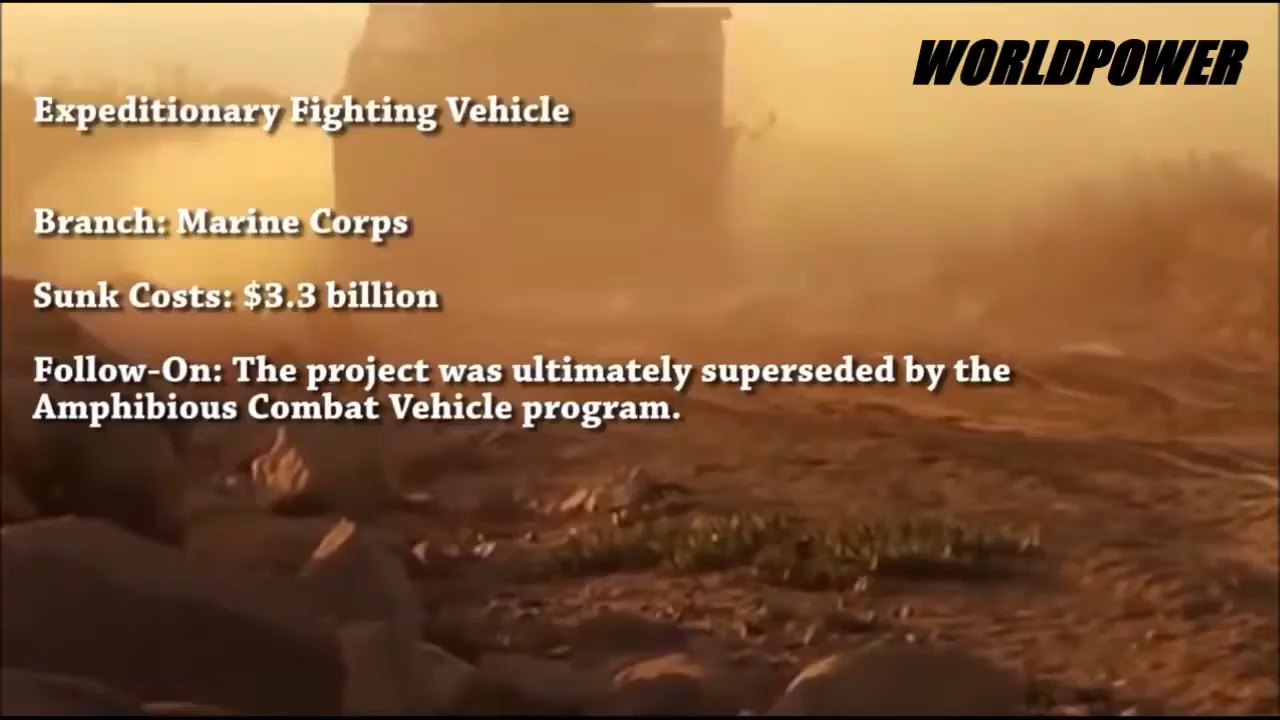 WORLDPOWER
Expeditionary Fighting Vehicle
Branch: Marine Corps
Sunk Costs: $3.3 billion
Follow-On: The project was ultimately superseded by the
Amphibious Combat Vehicle program.